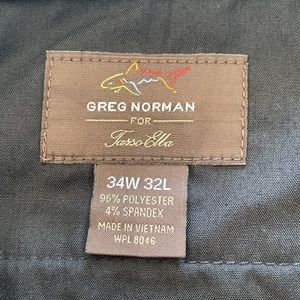 GREG NORMAN
FOR
Tasso Elba
34W 32L
96% POLYESTER
4% SPANDEX
MADE IN VIETNAM
WPL 8046